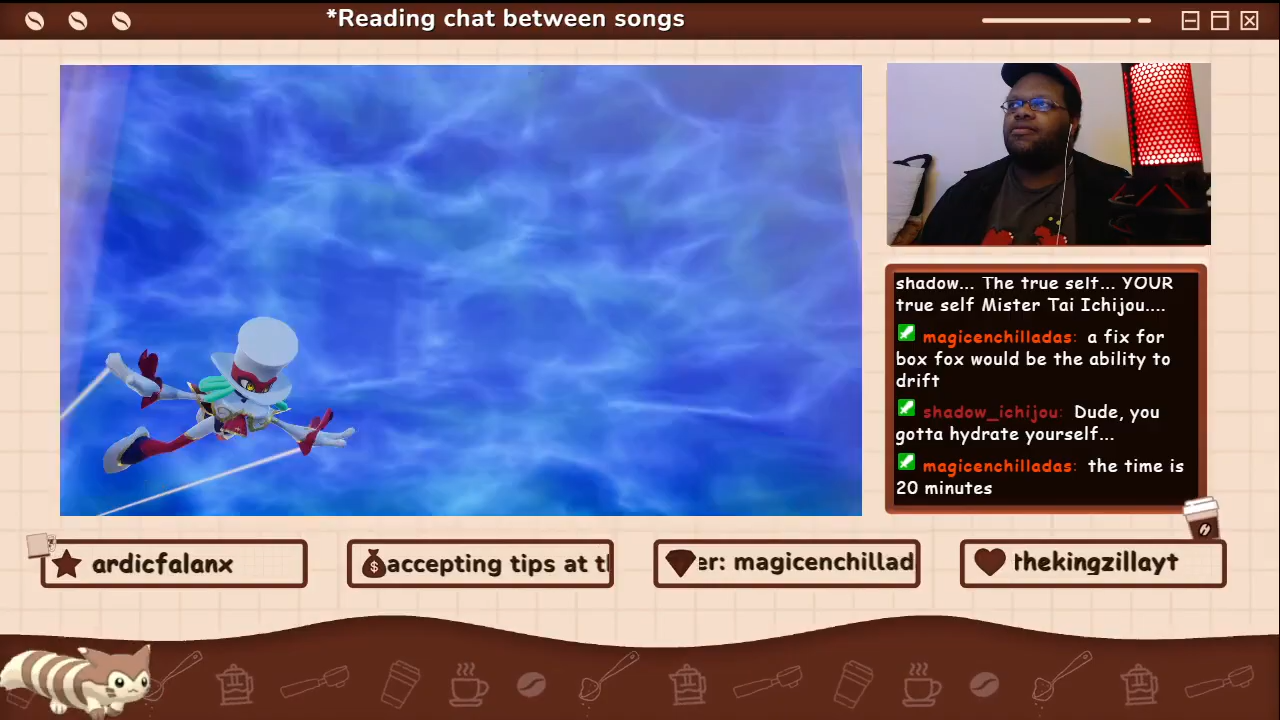 *Reading chat between songs
shadow... The true self... YOUR
true self Mister Tai Ichijou....
magicenchilladas: a fix for
box fox would be the ability to
drift
shadow_ichijou: Dude, you
gotta hydrate yourself...
magicenchilladas: the time is
20 minutes
ardicfalanx
accepting tips at tl
er: magicenchillad
thekingzillayt